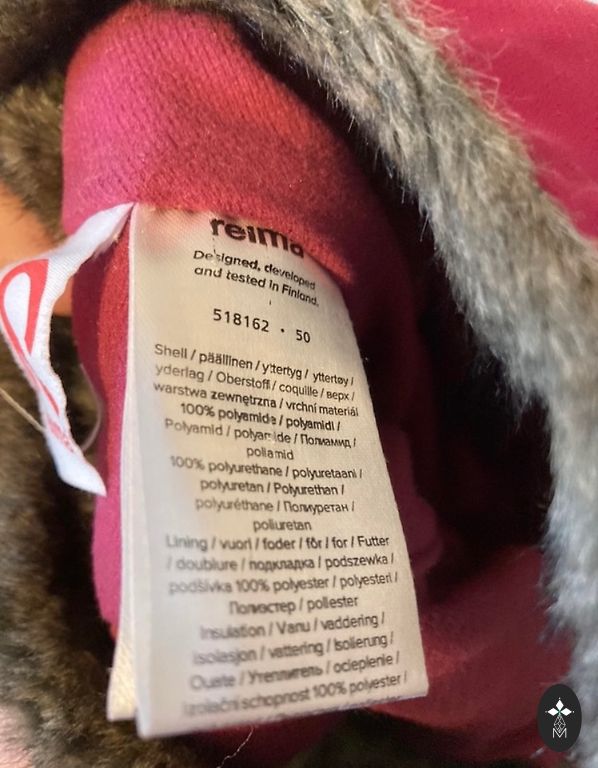 reima
Designed, developed
and tested in Finland.
518162 • 50
Shell / päällinen / yttertyg / yttertøy /
yderlag / Oberstoff / coquille / верх /
warstwa zewnętrzna / vrchní materiál
100% polyamide / polyamidi /
Polyamid / polyamide / Полиамид /
poliamid
100% polyurethane / polyuretaani /
polyuretan / Polyurethan /
polyuréthane / Полиуретан /
poliuretan
Lining / vuori / foder / fôr / for / Futter
/ doublure / подкладка / podszewka /
podšívka 100% polyester / polyesteri /
Полиэстер / poliester
Insulation / Vanu / vaddering /
Isolasjon / vattering / Isolierung /
Ouate / Утеплитель / ocieplenie /
Izolační schopnost 100% polyester /
M